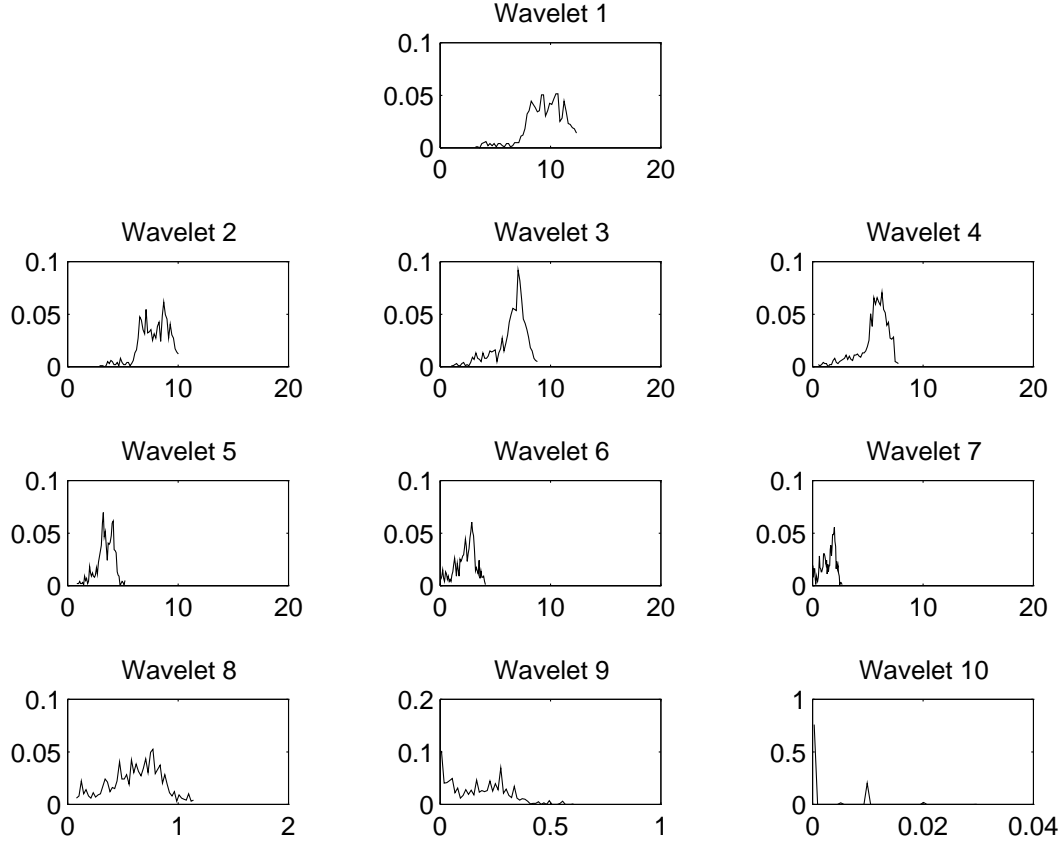 Wavelet 1
0.1
0.05
0
0 10 20
Wavelet 2 Wavelet 3 Wavelet 4
0.1 0.1 0.1
0.05 0.05 0.05
0 0 0
0 10 20 0 10 20 0 10 20
Wavelet 5 Wavelet 6 Wavelet 7
0.1 0.1 0.1
0.05 0.05 0.05
0 0 0
0 10 20 0 10 20 0 10 20
Wavelet 8 Wavelet 9 Wavelet 10
0.1 0.2 1
0.05 0.1 0.5
0 0 0
0 1 2 0 0.5 1 0 0.02 0.04